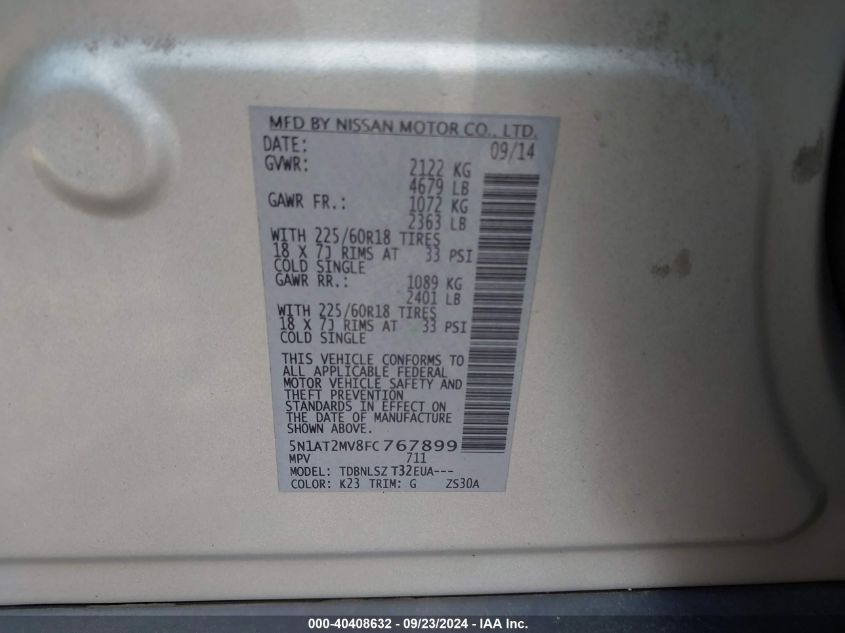 MFD BY NISSAN MOTOR CO., LTD.
DATE: 09/14
GVWR: 2122 KG
4679 LB
GAWR FR.: 1072 KG
2363 LB
WITH 225/60R18 TIRES
18 X 7J RIMS AT 33 PSI
COLD SINGLE
GAWR RR.: 1089 KG
2401 LB
WITH 225/60R18 TIRES
18 X 7J RIMS AT 33 PSI
COLD SINGLE
THIS VEHICLE CONFORMS TO
ALL APPLICABLE FEDERAL
MOTOR VEHICLE SAFETY AND
THEFT PREVENTION
STANDARDS IN EFFECT ON
THE DATE OF MANUFACTURE
SHOWN ABOVE.
5N1AT2MV8FC767899
MPV 711
MODEL: TDBNLSZ T32EUA---
COLOR: K23 TRIM: G ZS30A
000-40408632 - 09/23/2024 - IAA Inc.